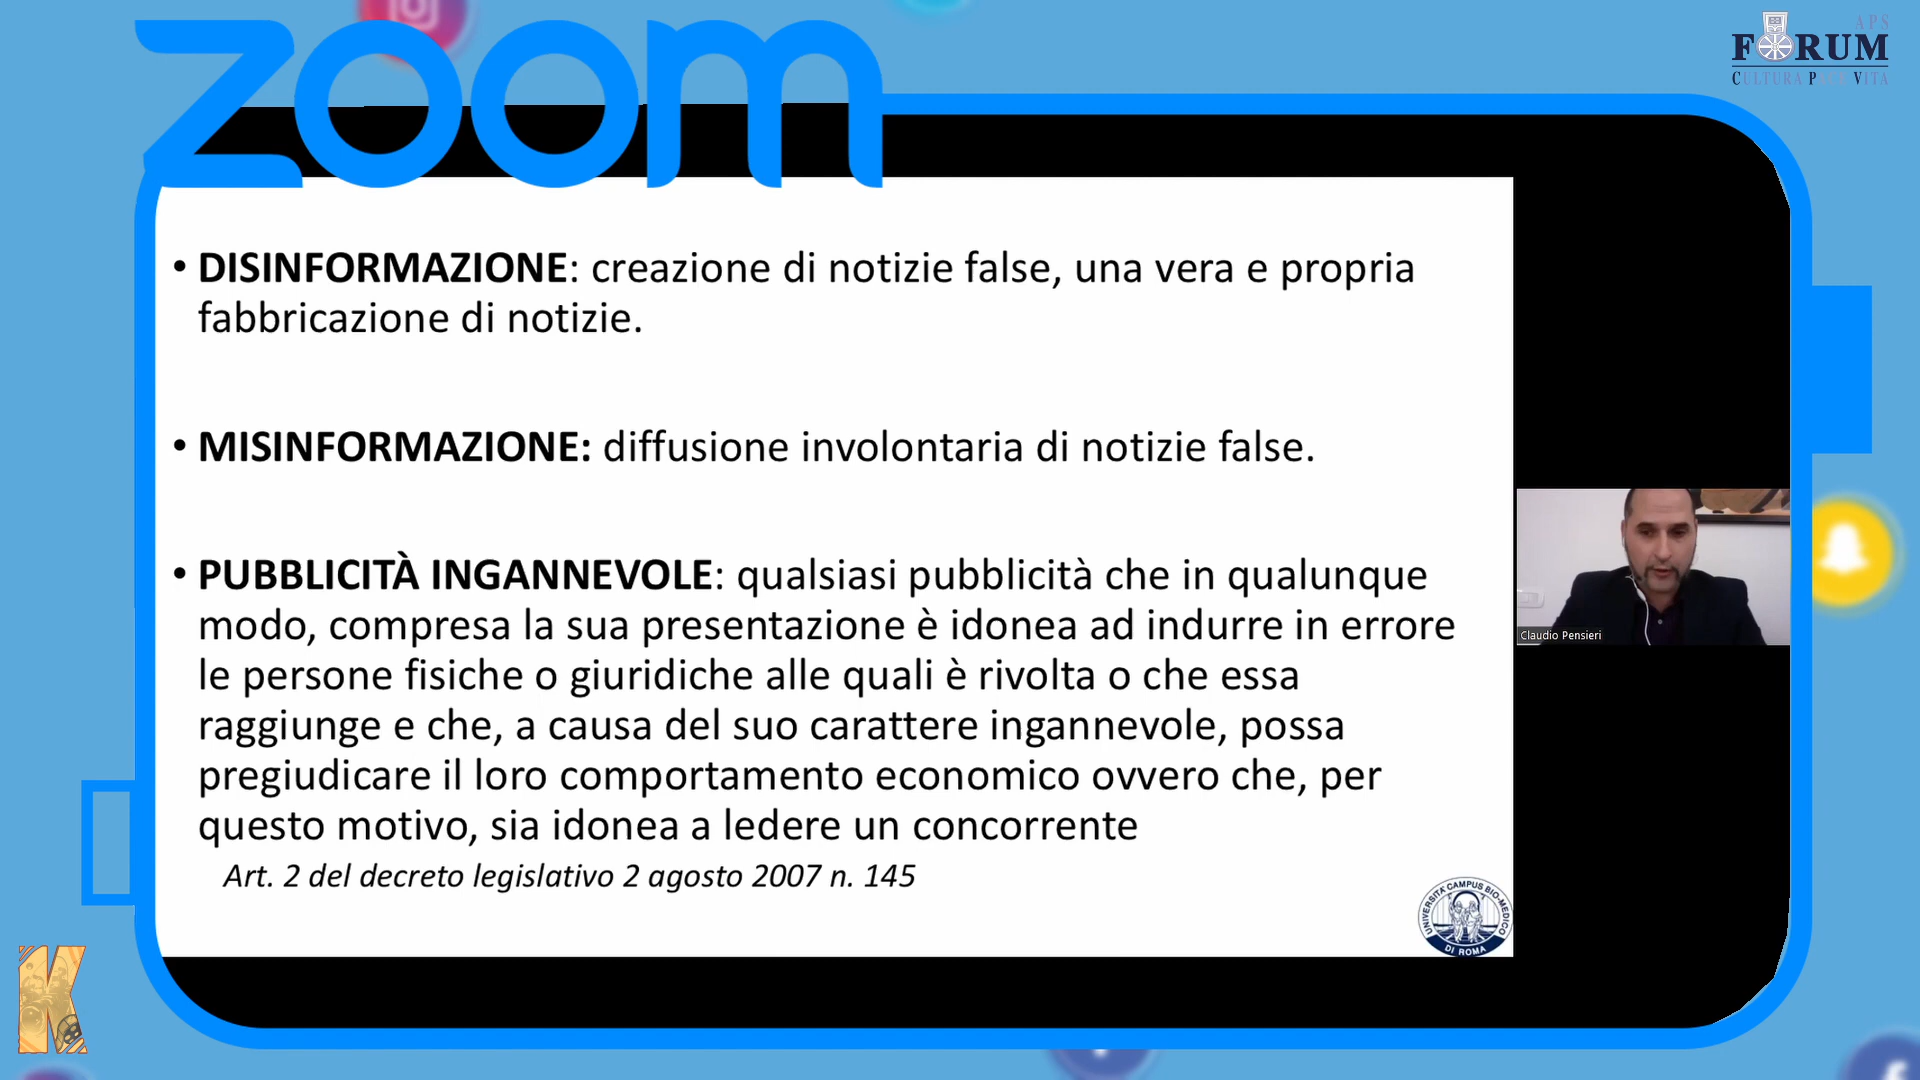 zoom
APS
FORUM
CULTURA PACE VITA
• DISINFORMAZIONE: creazione di notizie false, una vera e propria
fabbricazione di notizie.
• MISINFORMAZIONE: diffusione involontaria di notizie false.
• PUBBLICITÀ INGANNEVOLE: qualsiasi pubblicità che in qualunque
modo, compresa la sua presentazione è idonea ad indurre in errore
le persone fisiche o giuridiche alle quali è rivolta o che essa
raggiunge e che, a causa del suo carattere ingannevole, possa
pregiudicare il loro comportamento economico ovvero che, per
questo motivo, sia idonea a ledere un concorrente
Art. 2 del decreto legislativo 2 agosto 2007 n. 145
Claudio Pensieri
UNIVERSITÀ CAMPUS BIO-MEDICO
DI ROMA
K